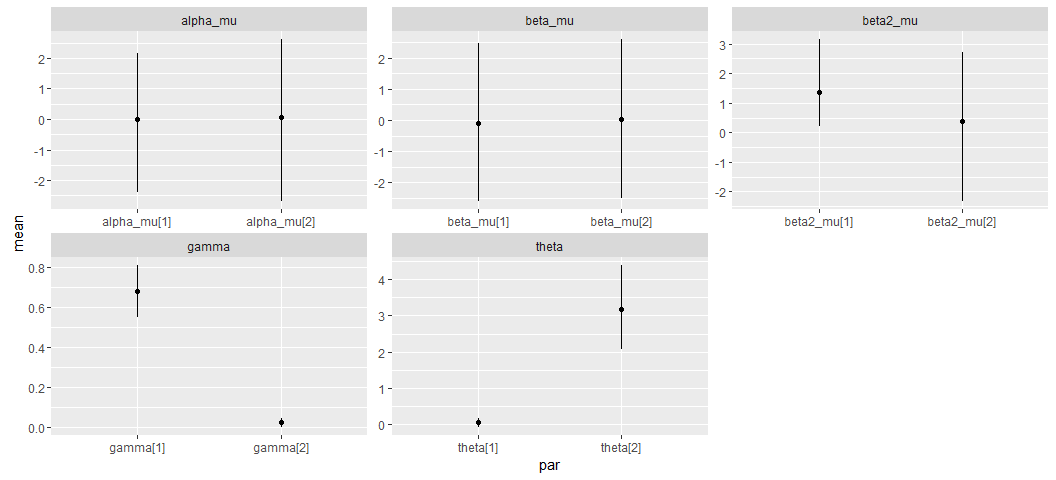 alpha_mu
beta_mu
beta2_mu
2
1
0
-1
-2
2
1
0
-1
-2
3
2
1
0
-1
-2
alpha_mu[1] alpha_mu[2]
beta_mu[1] beta_mu[2]
beta2_mu[1] beta2_mu[2]
mean
gamma
theta
0.8
0.6
0.4
0.2
0.0
4
3
2
1
0
gamma[1] gamma[2]
theta[1] theta[2]
par